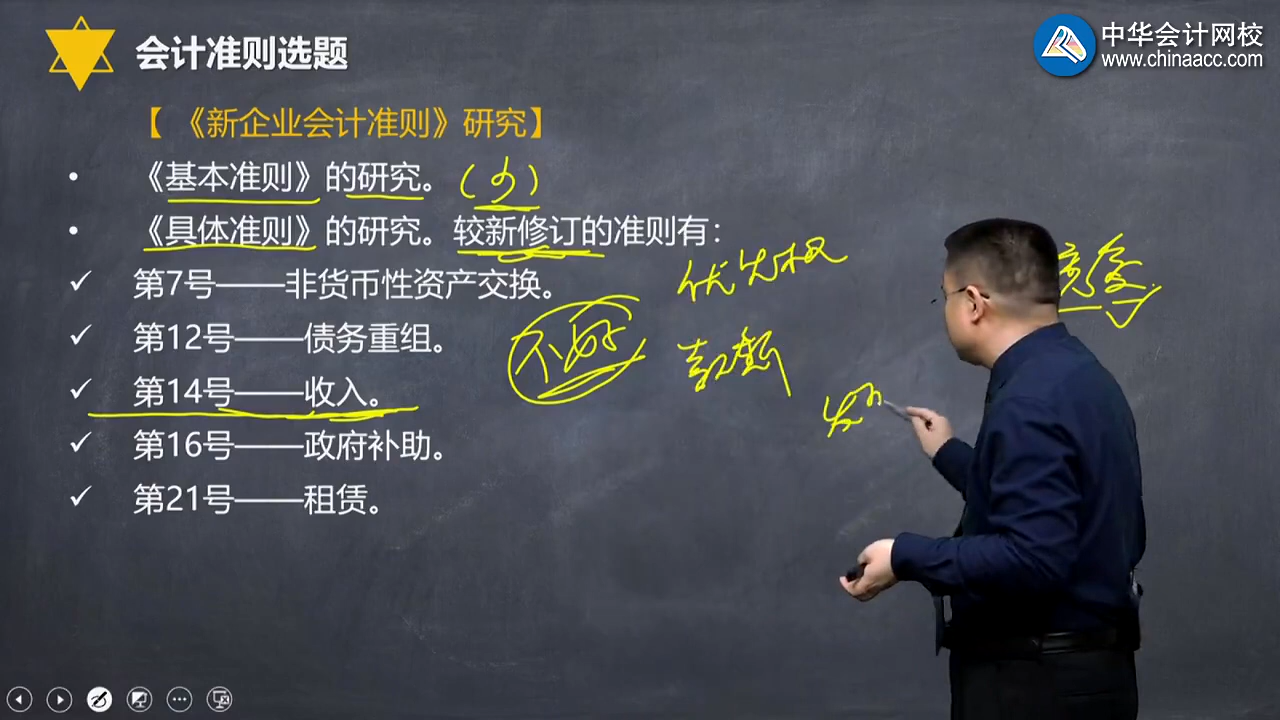 会计准则选题
中华会计网校
www.chinaacc.com
【《新企业会计准则》研究】
• 《基本准则》的研究。（少）
• 《具体准则》的研究。较新修订的准则有：
✓ 第7号——非货币性资产交换。
优先权
✓ 第12号——债务重组。
不好
✓ 第14号——收入。
✓ 第16号——政府补助。
✓ 第21号——租赁。